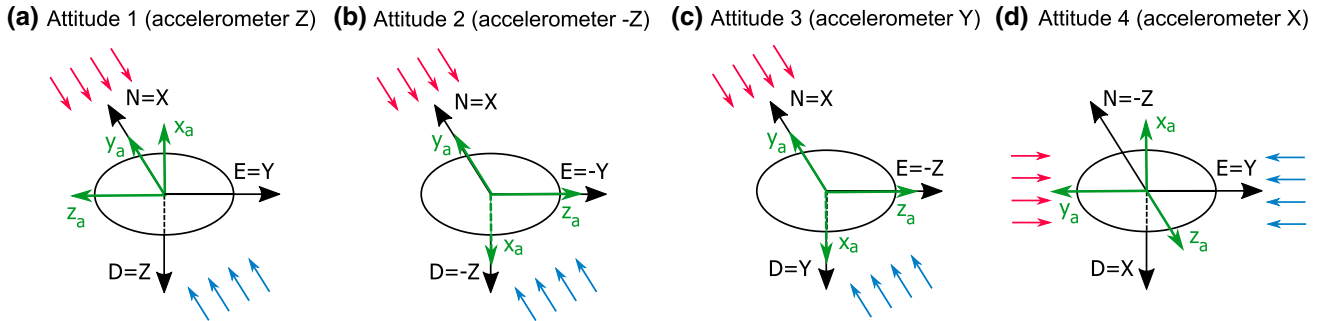 (a) Attitude 1 (accelerometer Z)
(b) Attitude 2 (accelerometer -Z)
(c) Attitude 3 (accelerometer Y)
(d) Attitude 4 (accelerometer X)
N=X
xa
ya
E=Y
za
D=Z
N=X
ya
E=-Y
za
xa
D=-Z
N=X
ya
E=-Z
za
xa
D=Y
N=-Z
xa
E=Y
ya
za
D=X